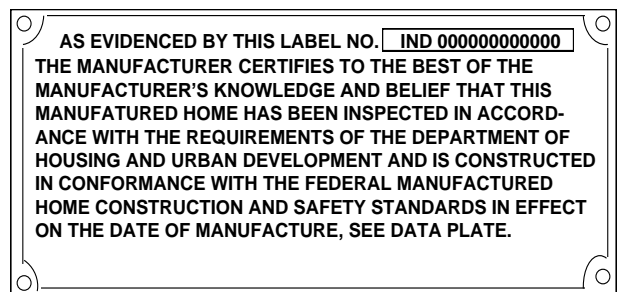 AS EVIDENCED BY THIS LABEL NO. IND 000000000000
THE MANUFACTURER CERTIFIES TO THE BEST OF THE
MANUFACTURER'S KNOWLEDGE AND BELIEF THAT THIS
MANUFATURED HOME HAS BEEN INSPECTED IN ACCORD-
ANCE WITH THE REQUIREMENTS OF THE DEPARTMENT OF
HOUSING AND URBAN DEVELOPMENT AND IS CONSTRUCTED
IN CONFORMANCE WITH THE FEDERAL MANUFACTURED
HOME CONSTRUCTION AND SAFETY STANDARDS IN EFFECT
ON THE DATE OF MANUFACTURE, SEE DATA PLATE.